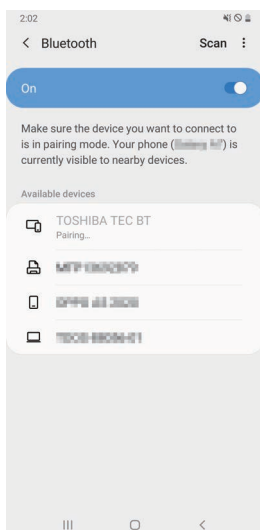 2:02
Bluetooth Scan
On
Make sure the device you want to connect to
is in pairing mode. Your phone ( ) is
currently visible to nearby devices.
Available devices
TOSHIBA TEC BT
Pairing...